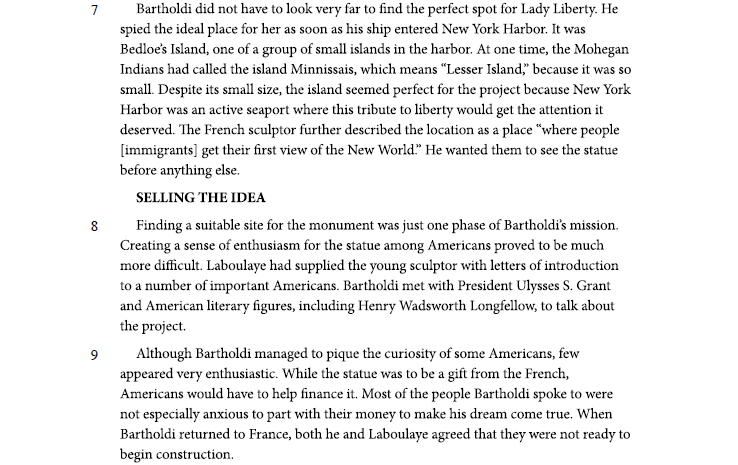 7 Bartholdi did not have to look very far to find the perfect spot for Lady Liberty. He
spied the ideal place for her as soon as his ship entered New York Harbor. It was
Bedloe’s Island, one of a group of small islands in the harbor. At one time, the Mohegan
Indians had called the island Minnissais, which means “Lesser Island,” because it was so
small. Despite its small size, the island seemed perfect for the project because New York
Harbor was an active seaport where this tribute to liberty would get the attention it
deserved. The French sculptor further described the location as a place “where people
[immigrants] get their first view of the New World.” He wanted them to see the statue
before anything else.
SELLING THE IDEA
8 Finding a suitable site for the monument was just one phase of Bartholdi’s mission.
Creating a sense of enthusiasm for the statue among Americans proved to be much
more difficult. Laboulaye had supplied the young sculptor with letters of introduction
to a number of important Americans. Bartholdi met with President Ulysses S. Grant
and American literary figures, including Henry Wadsworth Longfellow, to talk about
the project.
9 Although Bartholdi managed to pique the curiosity of some Americans, few
appeared very enthusiastic. While the statue was to be a gift from the French,
Americans would have to help finance it. Most of the people Bartholdi spoke to were
not especially anxious to part with their money to make his dream come true. When
Bartholdi returned to France, both he and Laboulaye agreed that they were not ready to
begin construction.